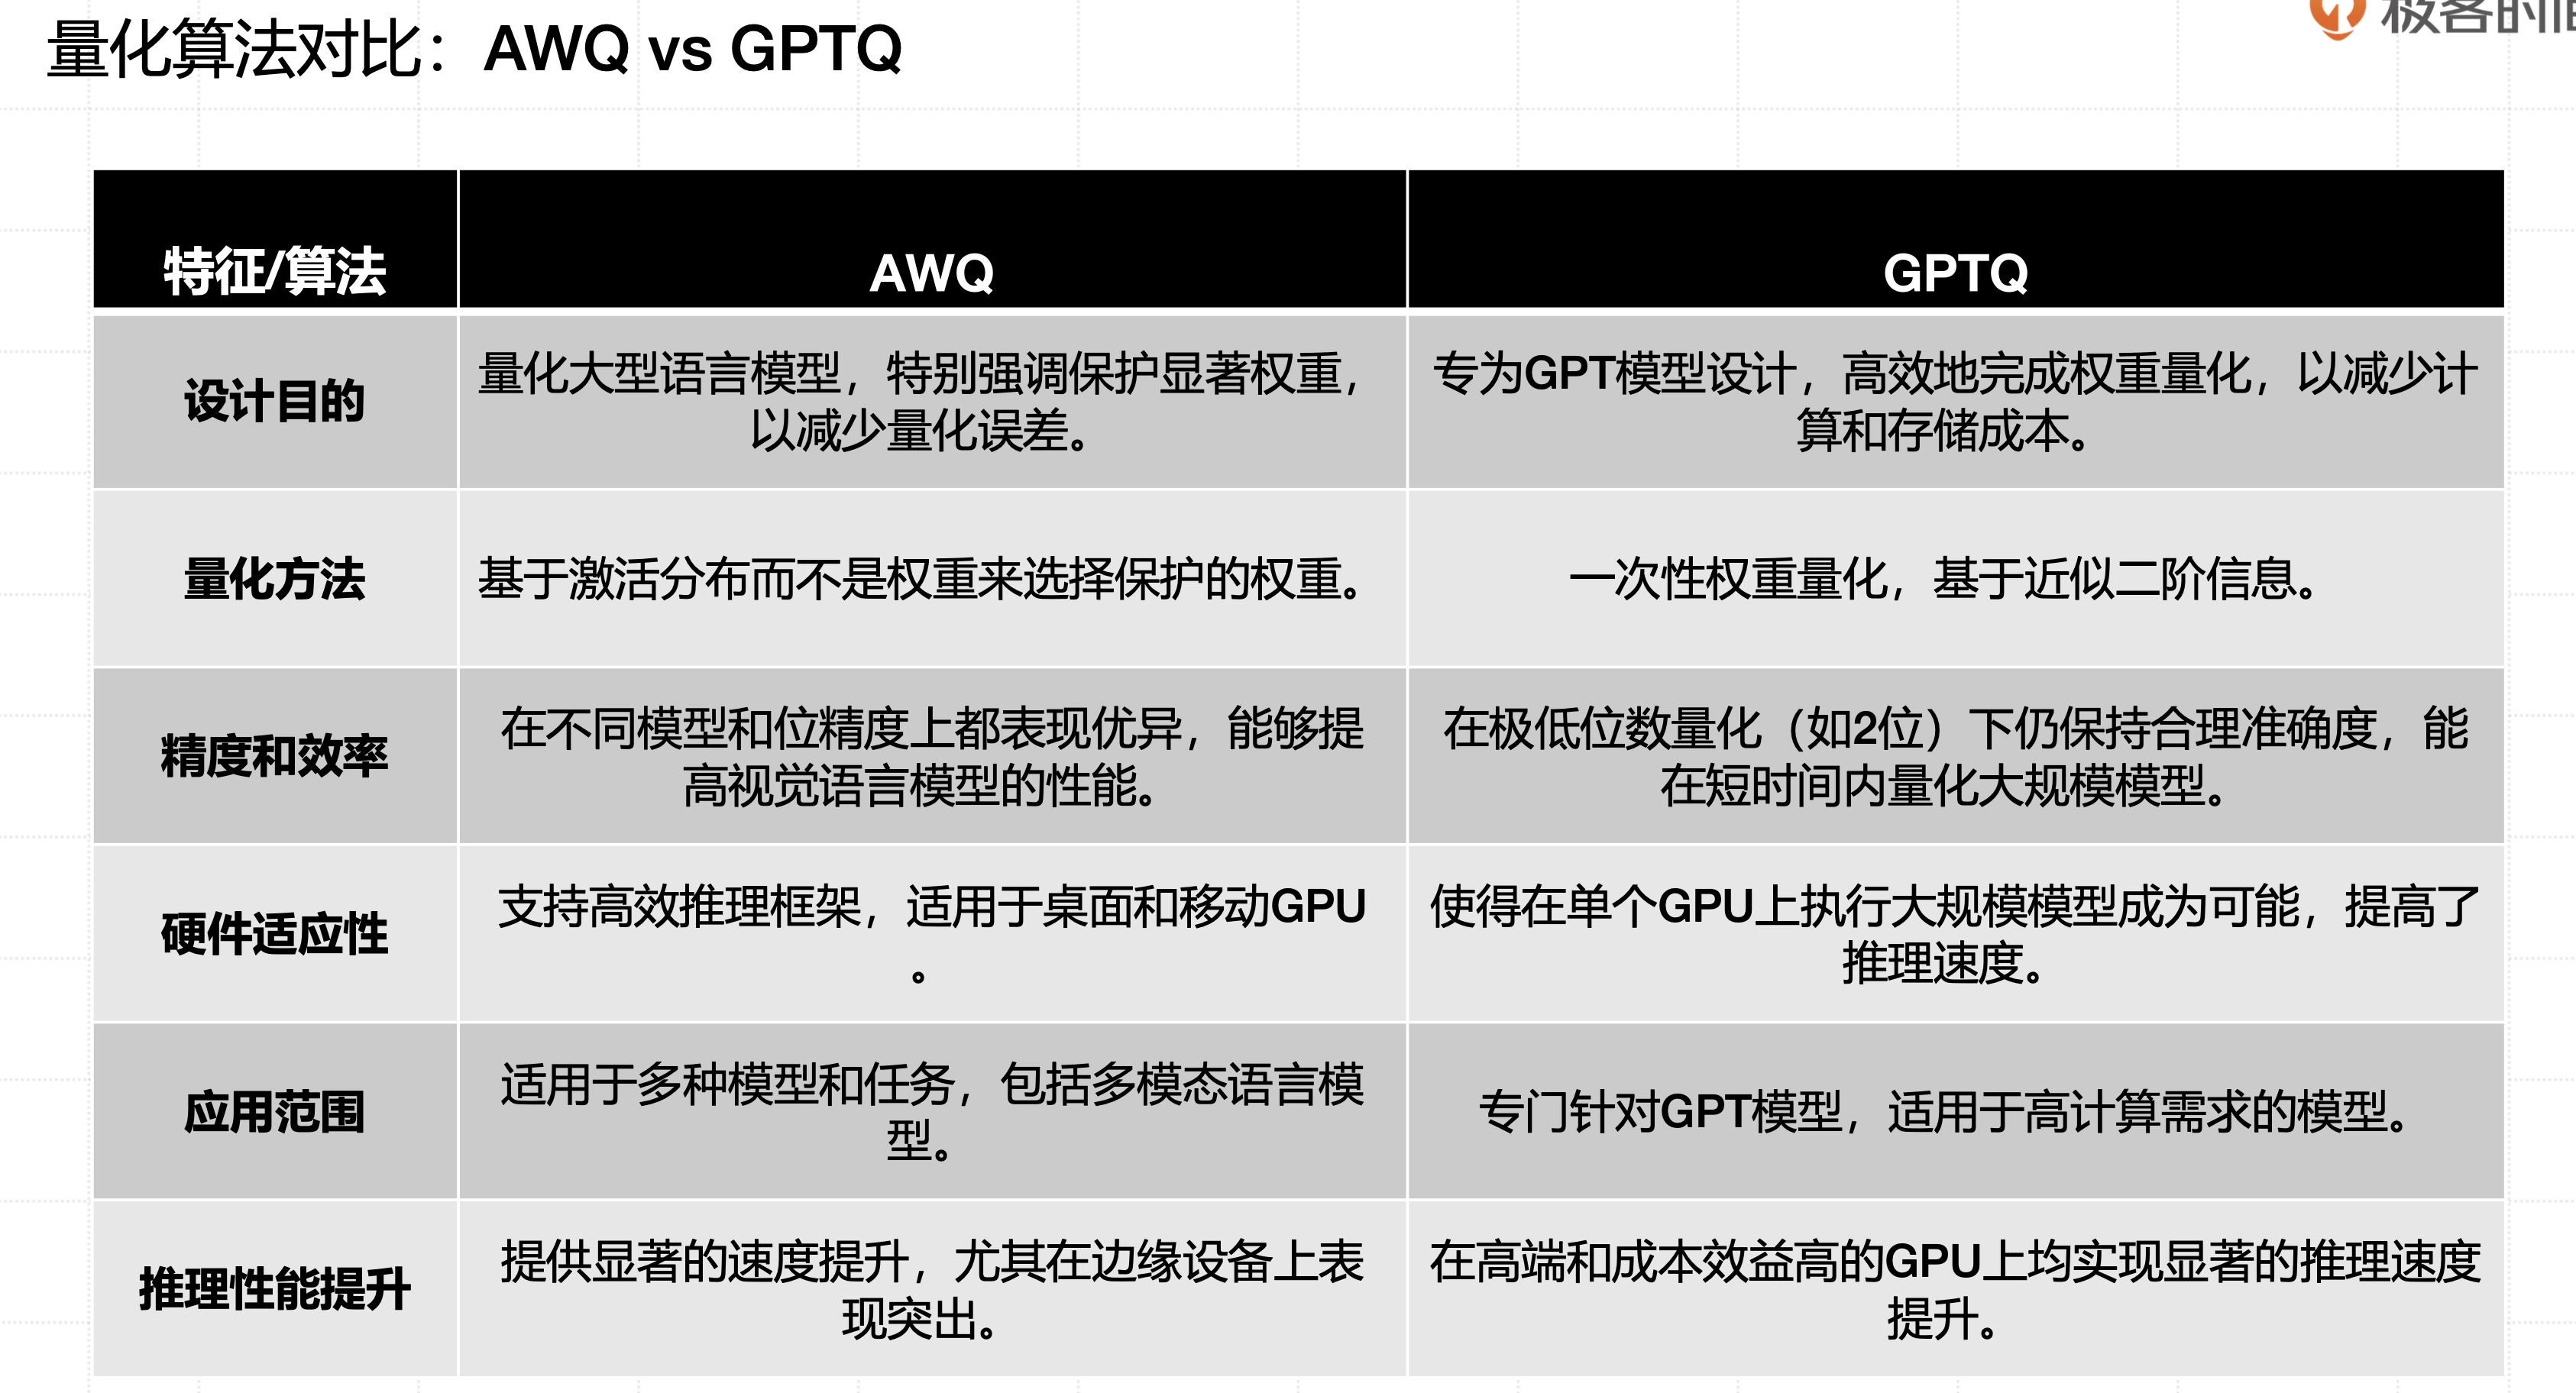 量化算法对比：AWQ vs GPTQ
极客时间
特征/算法
AWQ
GPTQ
设计目的
量化大型语言模型，特别强调保护显著权重，
以减少量化误差。
专为GPT模型设计，高效地完成权重量化，以减少计
算和存储成本。
量化方法
基于激活分布而不是权重来选择保护的权重。
一次性权重量化，基于近似二阶信息。
精度和效率
在不同模型和位精度上都表现优异，能够提
高视觉语言模型的性能。
在极低位数量化（如2位）下仍保持合理准确度，能
在短时间内量化大规模模型。
硬件适应性
支持高效推理框架，适用于桌面和移动GPU
。
使得在单个GPU上执行大规模模型成为可能，提高了
推理速度。
应用范围
适用于多种模型和任务，包括多模态语言模
型。
专门针对GPT模型，适用于高计算需求的模型。
推理性能提升
提供显著的速度提升，尤其在边缘设备上表
现突出。
在高端和成本效益高的GPU上均实现显著的推理速度
提升。